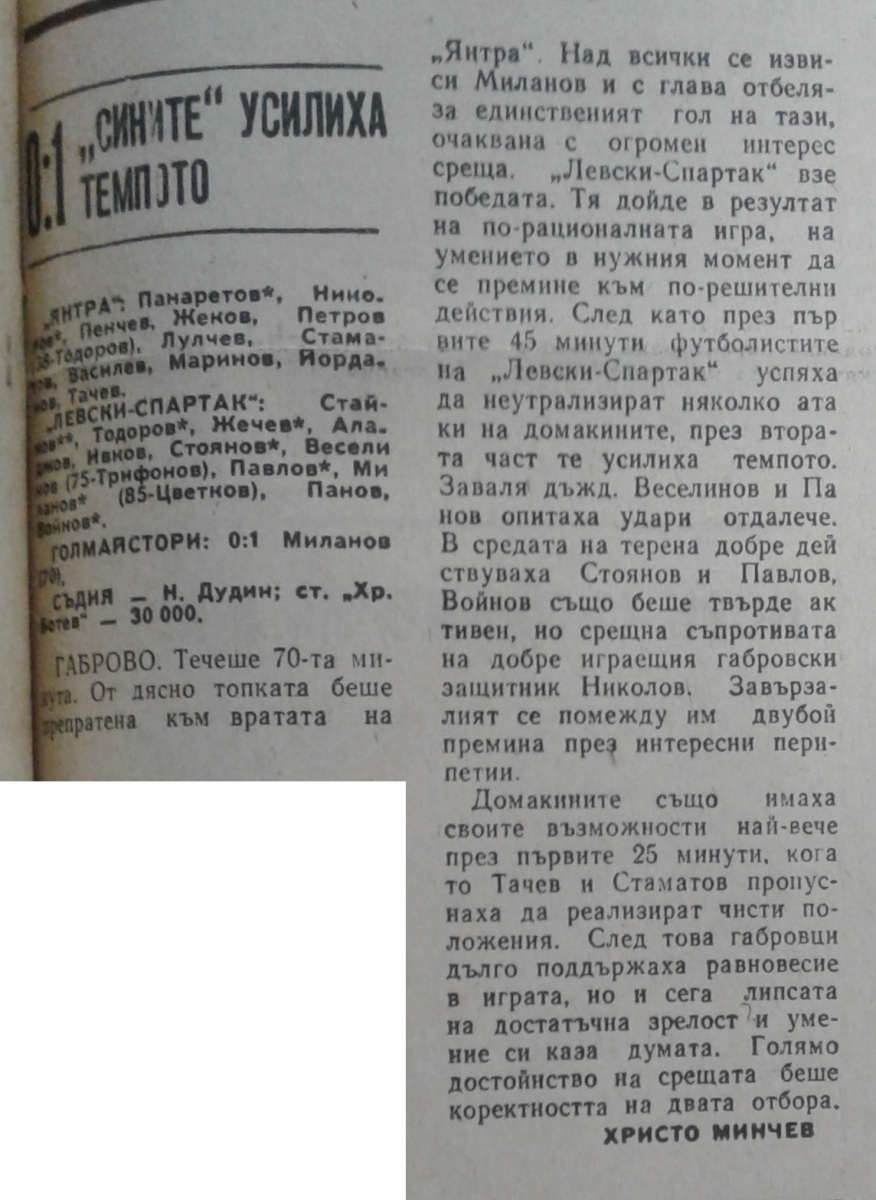 0:1 „СИНИТЕ“ УСИЛИХА
ТЕМПОТО
„ЯНТРА“: Панаретов*, Нико-
Пенчев, Жеков, Петров
Тодоров), Лулчев, Стама-
Василев, Маринов, Йорда-
Тачев.
„ЛЕВСКИ-СПАРТАК“: Стай-
Тодоров*, Жечев*, Ала-
Ивков, Стоянов*, Весели
(75-Трифонов), Павлов*, Ми
(85-Цветков), Панов,
Войнов*.
ГОЛМАЙСТОРИ: 0:1 Миланов
(70).
СЪДИЯ — Н. Дудин; ст. „Хр.
Ботев“ — 30 000.
ГАБРОВО. Течеше 70-та ми-
нута. От дясно топката беше
препратена към вратата на
„Янтра“. Над всички се изви-
си Миланов и с глава отбеля-
за единственият гол на тази,
очаквана с огромен интерес
среща. „Левски-Спартак“ взе
победата. Тя дойде в резултат
на по-рационалната игра, на
умението в нужния момент да
се премине към по-решителни
действия. След като през пър
вите 45 минути футболистите
на „Левски-Спартак“ успяха
да неутрализират няколко ата
ки на домакините, през втора-
та част те усилиха темпото.
Заваля дъжд. Веселинов и Па
нов опитаха удари отдалече.
В средата на терена добре дей
ствуваха Стоянов и Павлов,
Войнов също беше твърде ак
тивен, но срещна съпротивата
на добре играещия габровски
защитник Николов. Завърза-
лият се помежду им двубой
премина през интересни пери-
петии.
Домакините също имаха
своите възможности най-вече
през първите 25 минути, кога
то Тачев и Стаматов пропус-
наха да реализират чисти по-
ложения. След това габровци
дълго поддържаха равновесие
в играта, но и сега липсата
на достатъчна зрелост и уме-
ние си каза думата. Голямо
достойнство на срещата беше
коректността на двата отбора.
ХРИСТО МИНЧЕВ